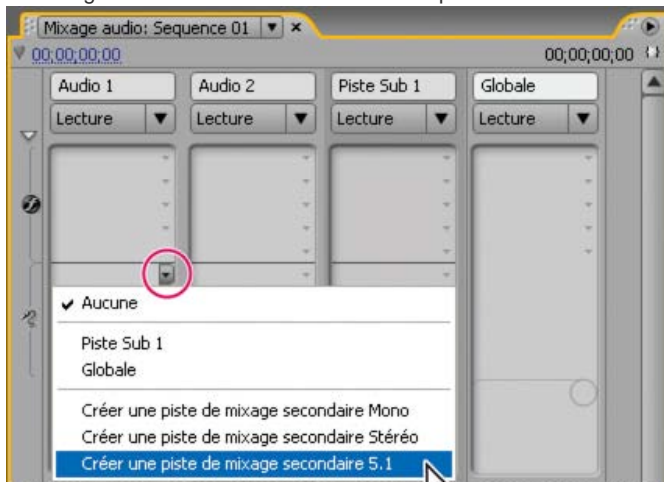 Mixage audio: Sequence 01
00;00;00;00 00;00;00;00
Audio 1 Audio 2 Piste Sub 1 Globale
Lecture Lecture Lecture Lecture
Aucune
Piste Sub 1
Globale
Créer une piste de mixage secondaire Mono
Créer une piste de mixage secondaire Stéréo
Créer une piste de mixage secondaire 5.1